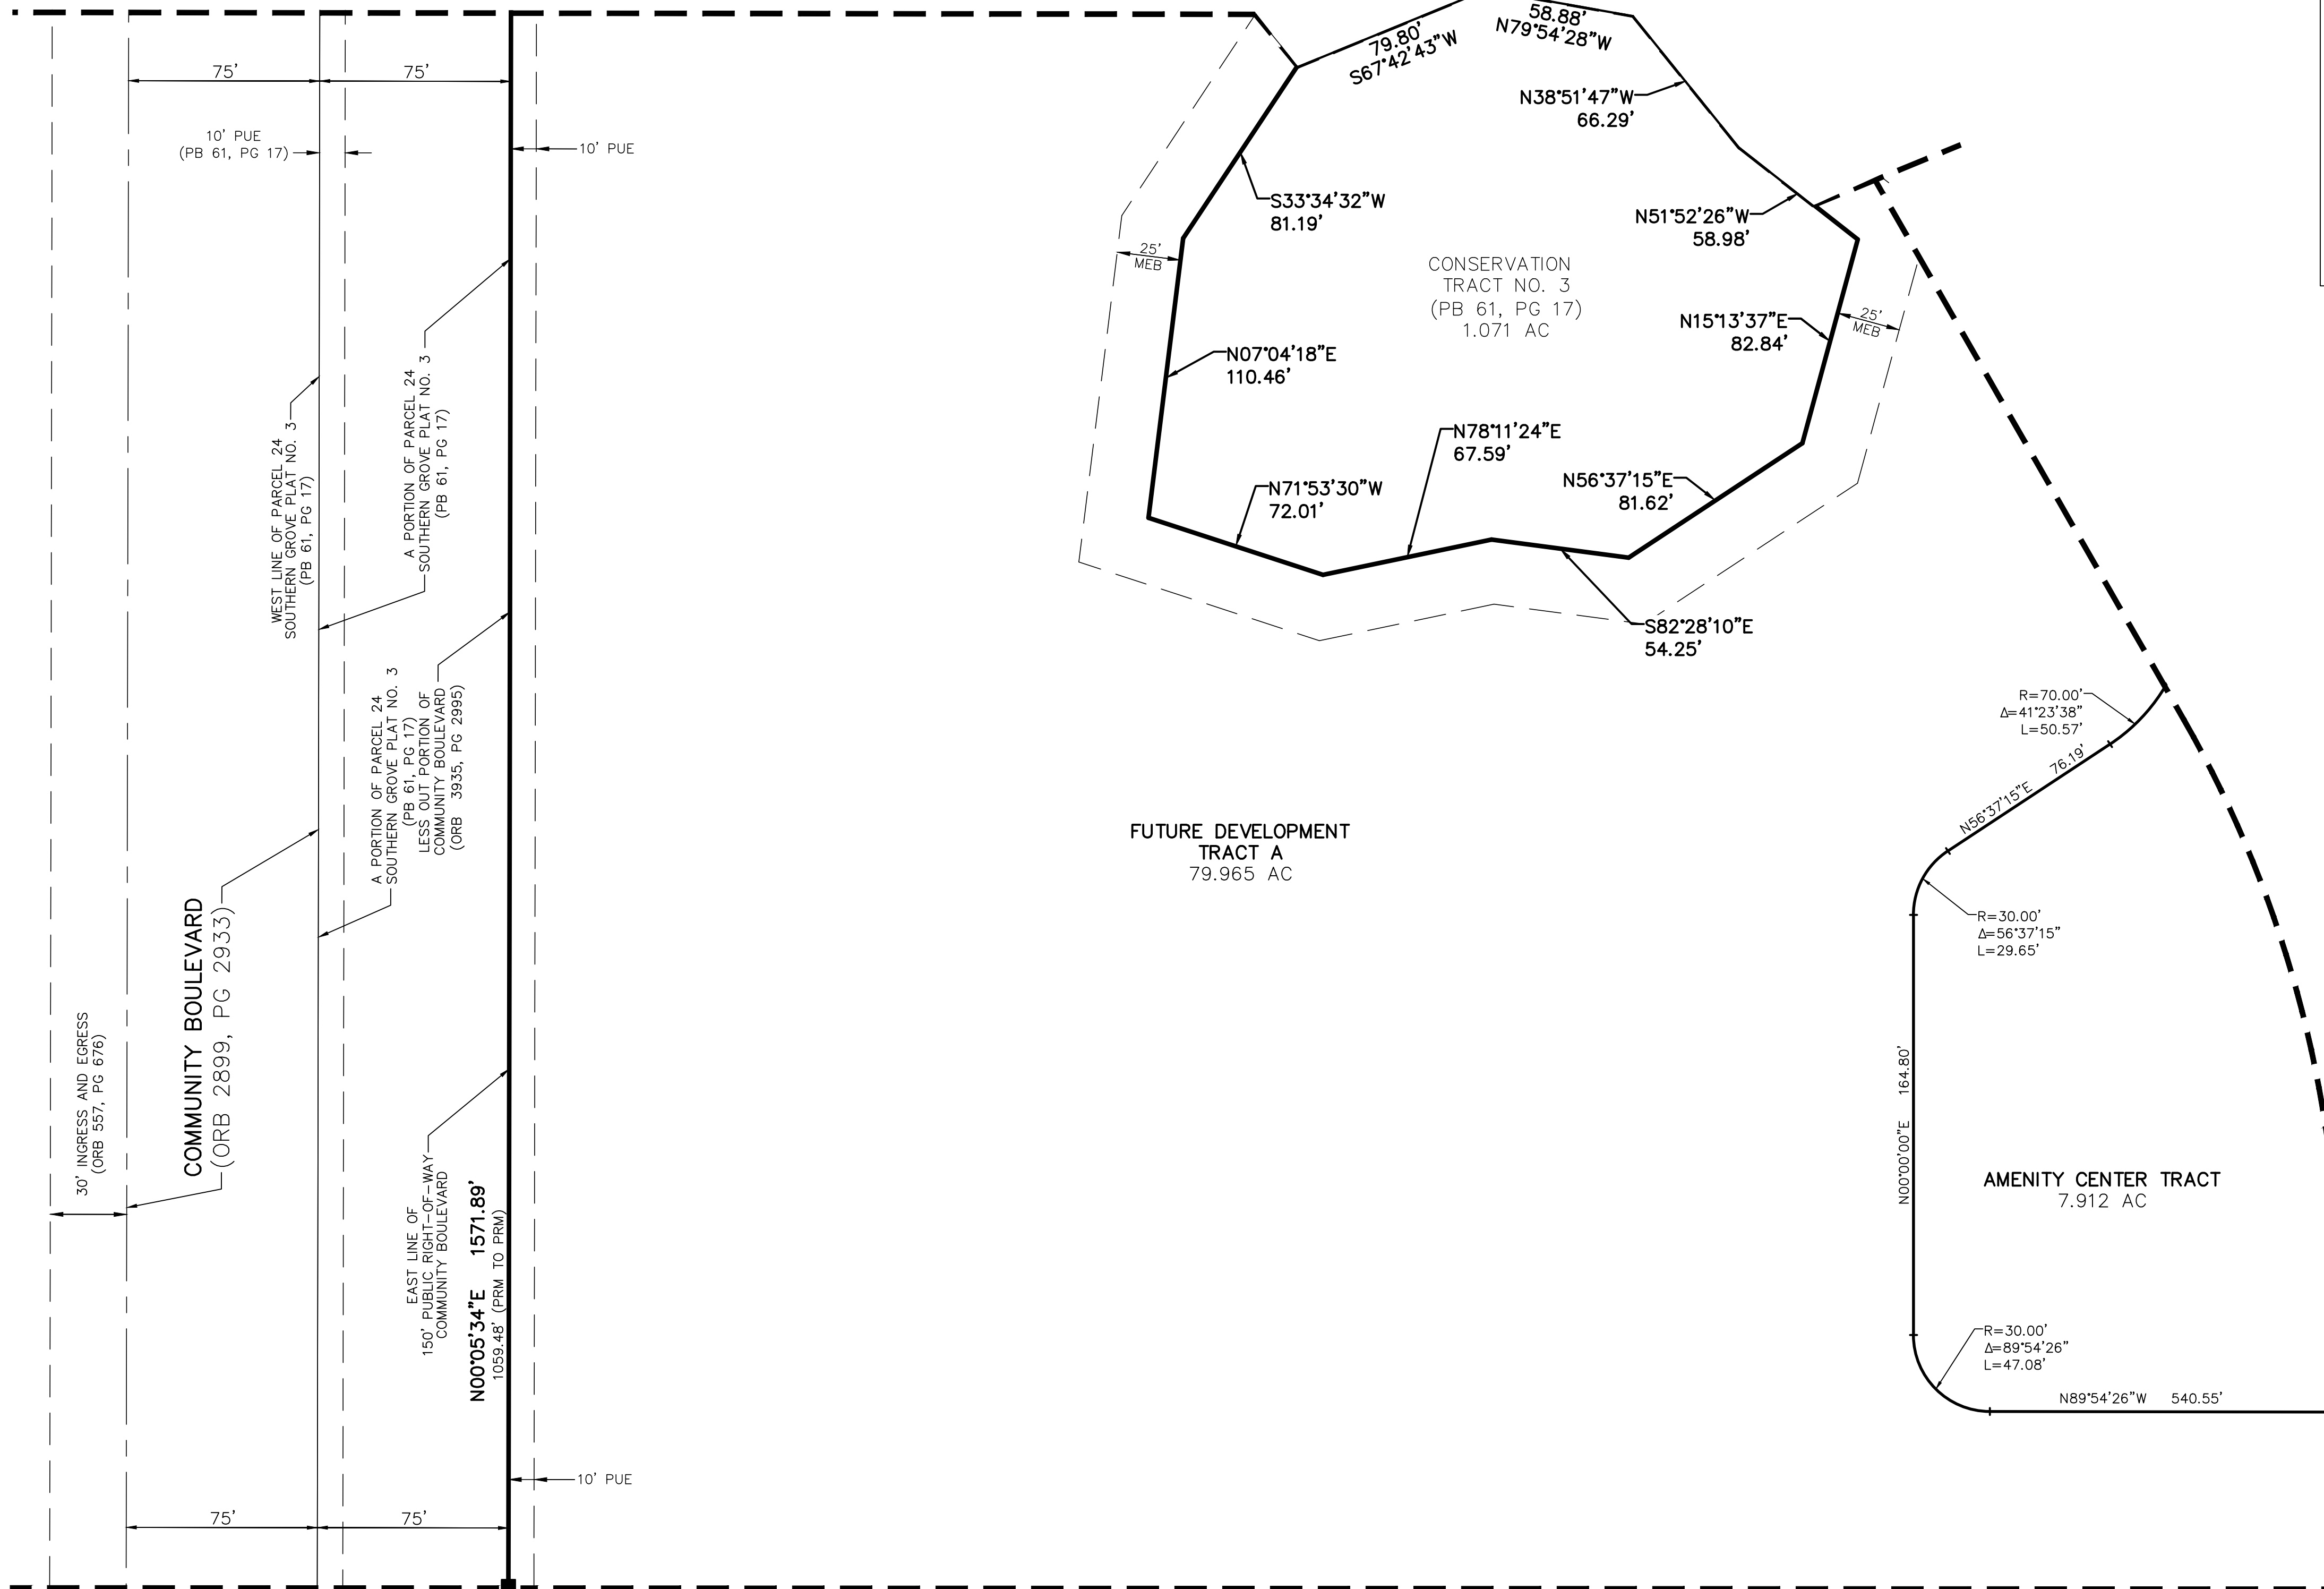 75'
75'
10' PUE
(PB 61, PG 17)
10' PUE
79.80'
S67°42'43"W
58.88'
N79°54'28"W
N38°51'47"W
66.29'
S33°34'32"W
81.19'
N51°52'26"W
58.98'
25'
MEB
CONSERVATION
TRACT NO. 3
(PB 61, PG 17)
1.071 AC
N15°13'37"E
82.84'
25'
MEB
N07°04'18"E
110.46'
N78°11'24"E
67.59'
N71°53'30"W
72.01'
N56°37'15"E
81.62'
S82°28'10"E
54.25'
WEST LINE OF PARCEL 24
SOUTHERN GROVE PLAT NO. 3
(PB 61, PG 17)
A PORTION OF PARCEL 24
SOUTHERN GROVE PLAT NO. 3
(PB 61, PG 17)
A PORTION OF PARCEL 24
SOUTHERN GROVE PLAT NO. 3
(PB 61, PG 17)
LESS OUT PORTION OF
COMMUNITY BOULEVARD
(ORB 3935, PG 2995)
R=70.00'
Δ=41°23'38"
L=50.57'
N56°37'15"E 76.19'
FUTURE DEVELOPMENT
TRACT A
79.965 AC
R=30.00'
Δ=56°37'15"
L=29.65'
COMMUNITY BOULEVARD
(ORB 2899, PG 2933)
30' INGRESS AND EGRESS
(ORB 557, PG 676)
EAST LINE OF
150' PUBLIC RIGHT-OF-WAY
COMMUNITY BOULEVARD
N00°05'34"E 1571.89'
1059.48' (PRM TO PRM)
N00°00'00"E 164.80'
AMENITY CENTER TRACT
7.912 AC
R=30.00'
Δ=89°54'26"
L=47.08'
N89°54'26"W 540.55'
10' PUE
75'
75'